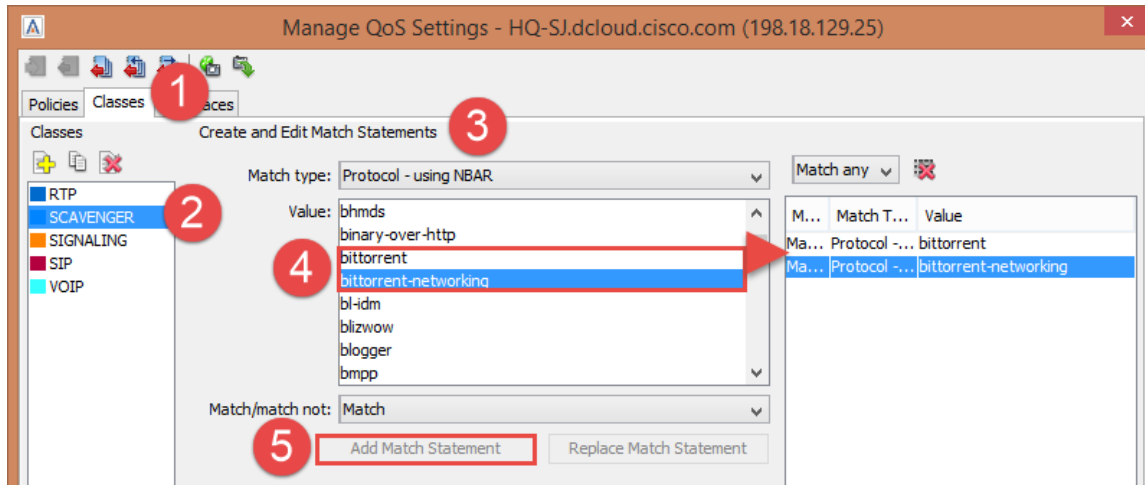 Manage QoS Settings - HQ-SJ.dcloud.cisco.com (198.18.129.25)
1
Policies Classes aces
Classes
Create and Edit Match Statements 3
Match type: Protocol - using NBAR
Match any
RTP
SCAVENGER 2
SIGNALING
SIP
VOIP
Value: bhmds
binary-over-http
4 bittorrent
bittorrent-networking
bl-idm
blizwow
blogger
bmpp
M... Match T... Value
Ma... Protocol -... bittorrent
Ma... Protocol -... bittorrent-networking
Match/match not: Match
5 Add Match Statement Replace Match Statement